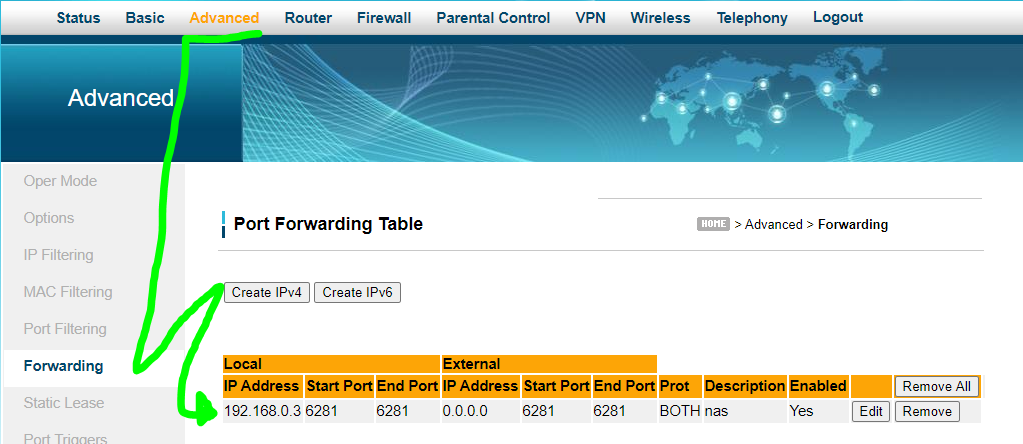 Status Basic Advanced Router Firewall Parental Control VPN Wireless Telephony Logout
Advanced
Oper Mode
Options
IP Filtering
MAC Filtering
Port Filtering
Forwarding
Static Lease
Port Triggers
Port Forwarding Table
HOME > Advanced > Forwarding
Create IPv4 Create IPv6
Local External
IP Address Start Port End Port IP Address Start Port End Port Prot Description Enabled Remove All
192.168.0.3 6281 6281 0.0.0.0 6281 6281 BOTH nas Yes Edit Remove